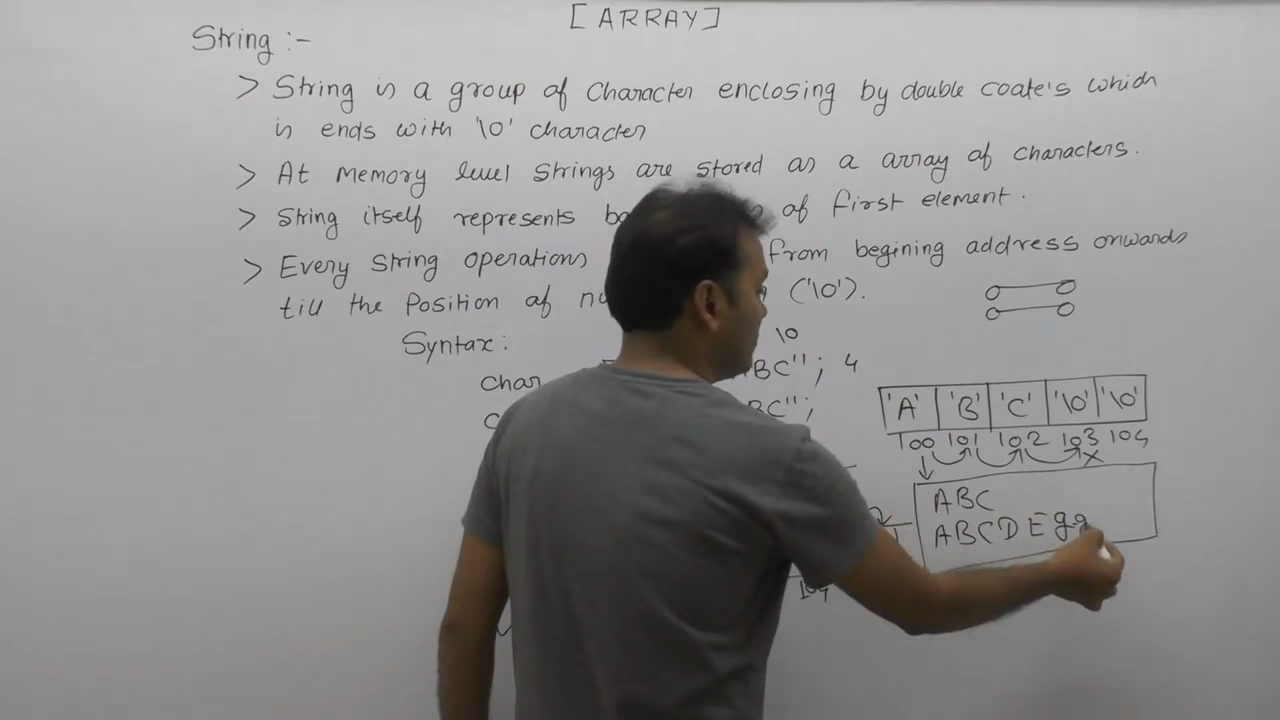 [ARRAY]
String :-
> String is a group of character enclosing by double coate's which
is ends with '\0' character
> At memory level strings are stored as a array of characters.
> String itself represents of first element.
> Every string operations from begining address onwards
till the position of ('\0').
Syntax:
\0
char BC"; 4
BC";
'A' 'B' 'C' '\0' '\0'
100 101 102 103 104
x
ABC
ABCDE gg